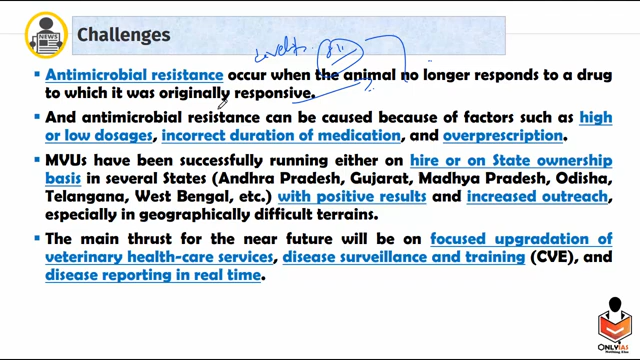 NEWS
Challenges
Antimicrobial resistance occur when the animal no longer responds to a drug
to which it was originally responsive.
And antimicrobial resistance can be caused because of factors such as high
or low dosages, incorrect duration of medication, and overprescription.
MVUs have been successfully running either on hire or on State ownership
basis in several States (Andhra Pradesh, Gujarat, Madhya Pradesh, Odisha,
Telangana, West Bengal, etc.) with positive results and increased outreach,
especially in geographically difficult terrains.
The main thrust for the near future will be on focused upgradation of
veterinary health-care services, disease surveillance and training (CVE), and
disease reporting in real time.
ONLYIAS